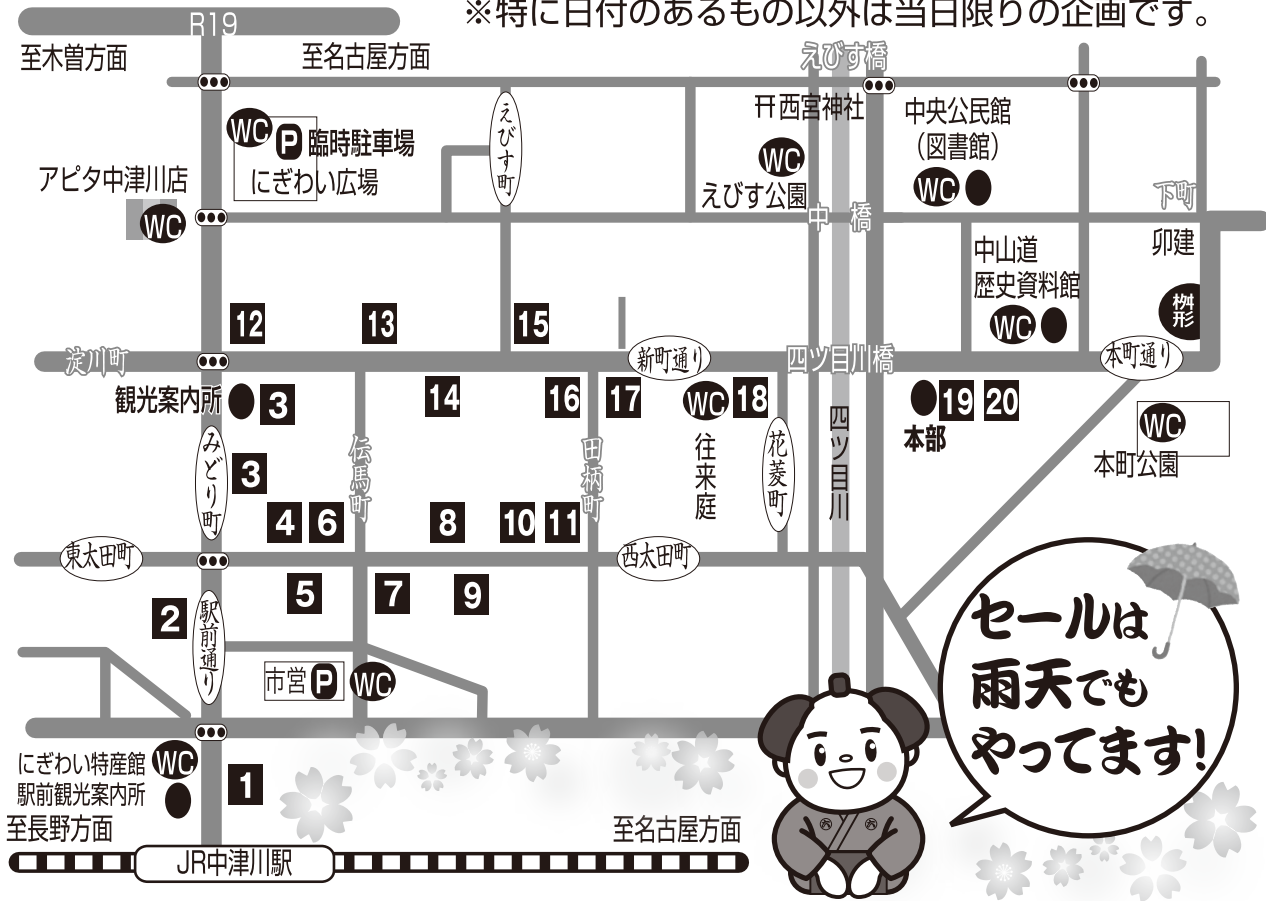 ※特に日付のあるもの以外は当日限りの企画です。
R19
至木曽方面
至名古屋方面
えびす橋
WC
P 臨時駐車場
にぎわい広場
えびす町
西宮神社
WC
えびす公園
中央公民館
(図書館)
WC
アピタ中津川店
WC
中橋
下町
卯建
中山道
歴史資料館
WC
桝形
12
13
15
淀川町
新町通り
四ツ目川橋
本町通り
観光案内所
3
14
16
17
WC
往来庭
18
本部
19
20
WC
本町公園
みどり町
3
伝馬町
田柄町
花菱町
四ツ目川
4
6
8
10
11
東太田町
西太田町
5
7
9
2
駅前通り
市営 P WC
セールは
雨天でも
やってます!
にぎわい特産館
WC
駅前観光案内所
1
至長野方面
至名古屋方面
JR中津川駅